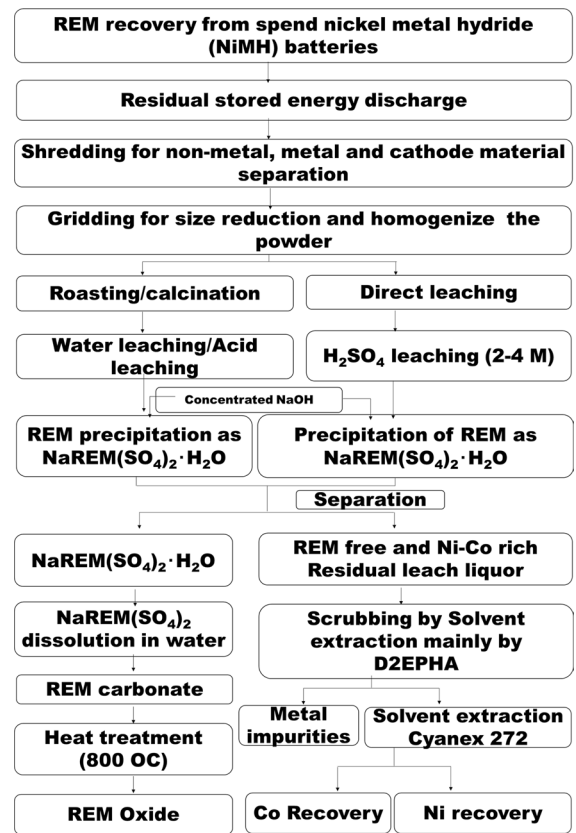 REM recovery from spend nickel metal hydride
(NiMH) batteries
Residual stored energy discharge
Shredding for non-metal, metal and cathode material
separation
Gridding for size reduction and homogenize the
powder
Roasting/calcination
Direct leaching
Water leaching/Acid
leaching
H₂SO₄ leaching (2-4 M)
Concentrated NaOH
REM precipitation as
NaREM(SO₄)₂·H₂O
Precipitation of REM as
NaREM(SO₄)₂·H₂O
Separation
NaREM(SO₄)₂·H₂O
REM free and Ni-Co rich
Residual leach liquor
NaREM(SO₄)₂
dissolution in water
Scrubbing by Solvent
extraction mainly by
D2EPHA
REM carbonate
Metal
impurities
Solvent extraction
Cyanex 272
Heat treatment
(800 OC)
REM Oxide
Co Recovery
Ni recovery